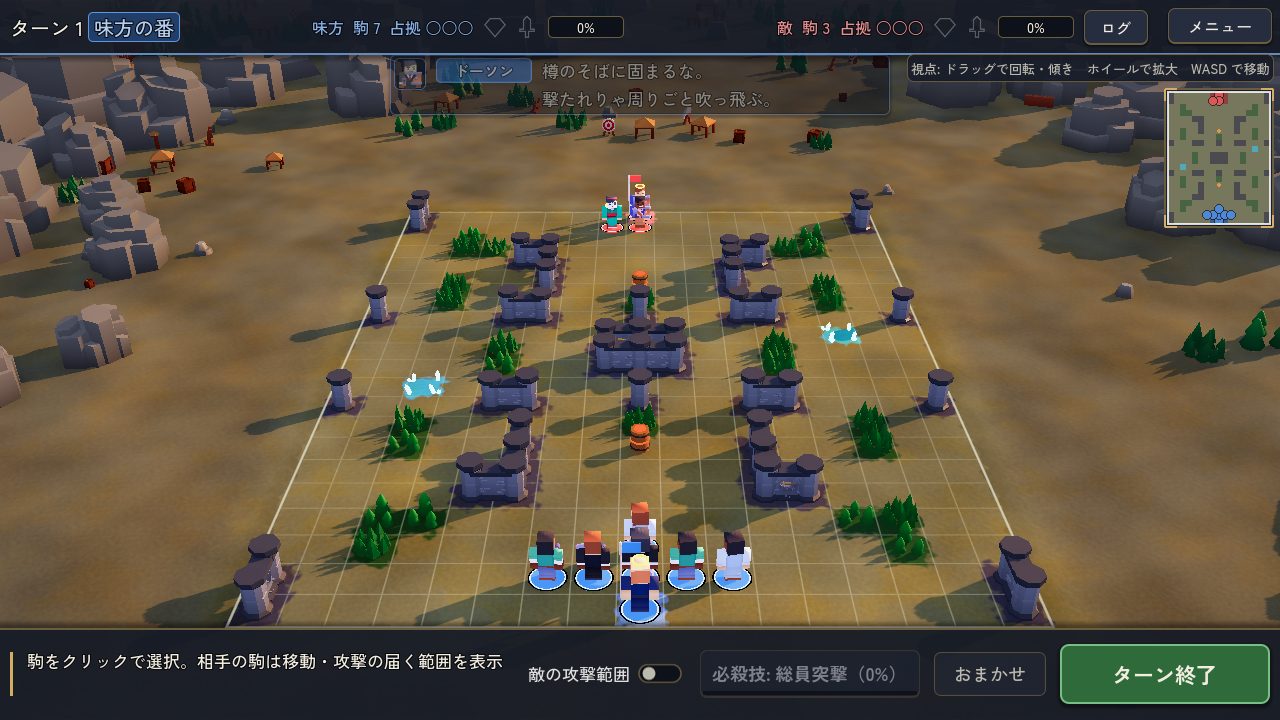 ターン 1 味方の番
味方 駒 7 占拠 〇〇〇 0%
敵 駒 3 占拠 〇〇〇 0%
ログ
メニュー
ドーソン
樽のそばに固まるな。
撃たれりゃ周りごと吹っ飛ぶ。
視点: ドラッグで回転・傾き ホイールで拡大 WASD で移動
駒をクリックで選択。相手の駒は移動・攻撃の届く範囲を表示
敵の攻撃範囲
必殺技: 総員突撃（0%）
おまかせ
ターン終了